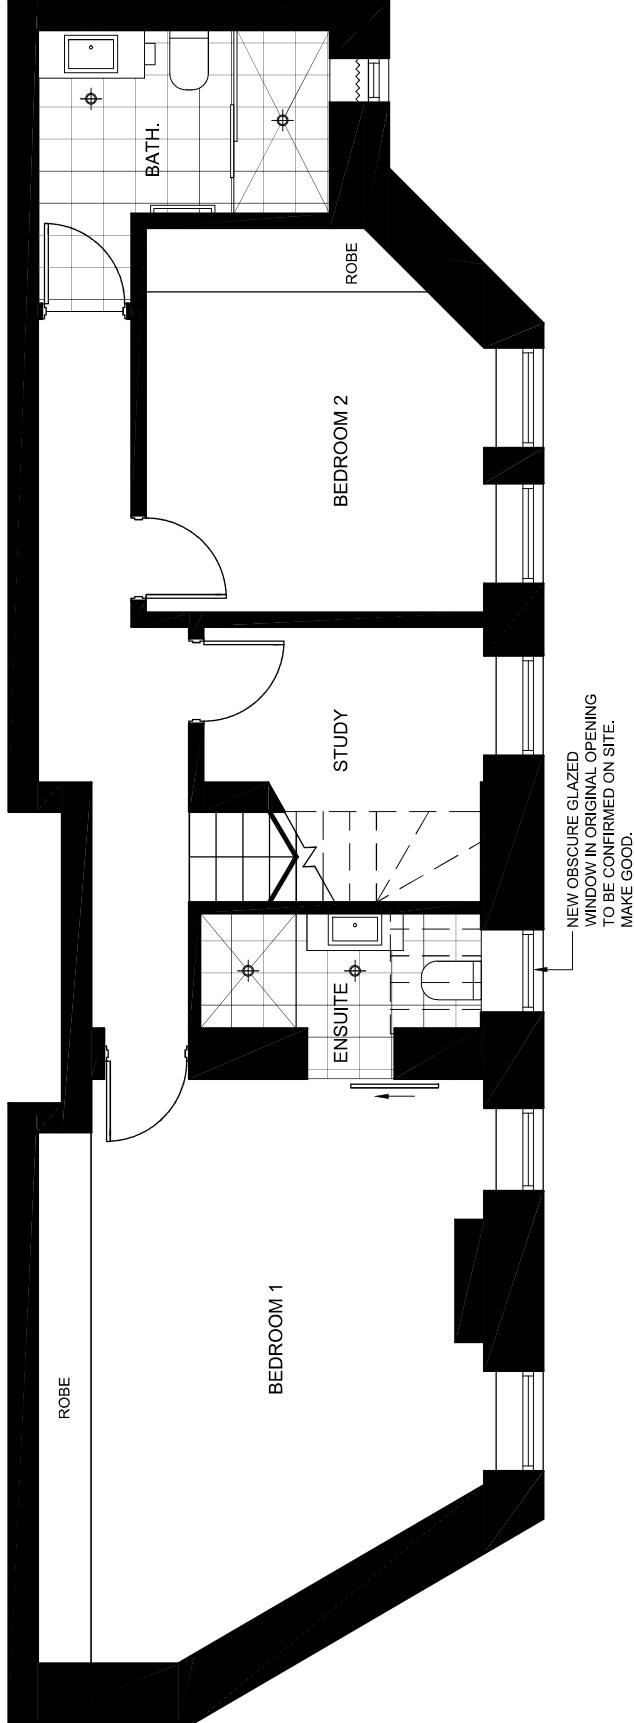 BATH.
ROBE
BEDROOM 2
STUDY
NEW OBSCURE GLAZED
WINDOW IN ORIGINAL OPENING
TO BE CONFIRMED ON SITE.
MAKE GOOD.
ENSUITE
BEDROOM 1
ROBE